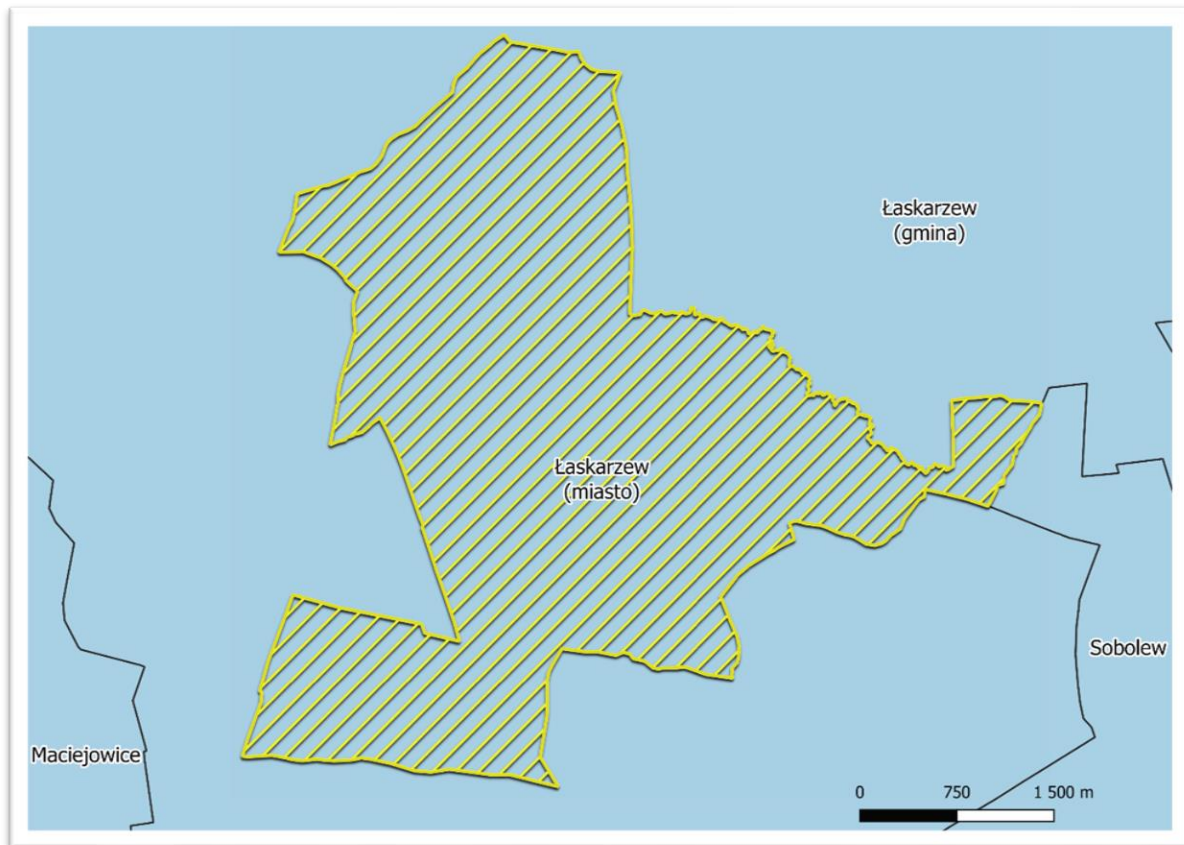 Łaskarzew
(gmina)
Łaskarzew
(miasto)
Sobolew
Maciejowice
0 750 1 500 m